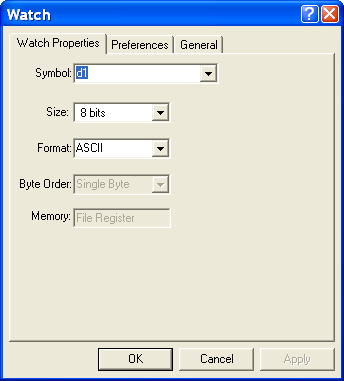 Watch
Watch Properties Preferences General
Symbol: d1
Size: 8 bits
Format: ASCII
Byte Order: Single Byte
Memory: File Register
OK Cancel Apply